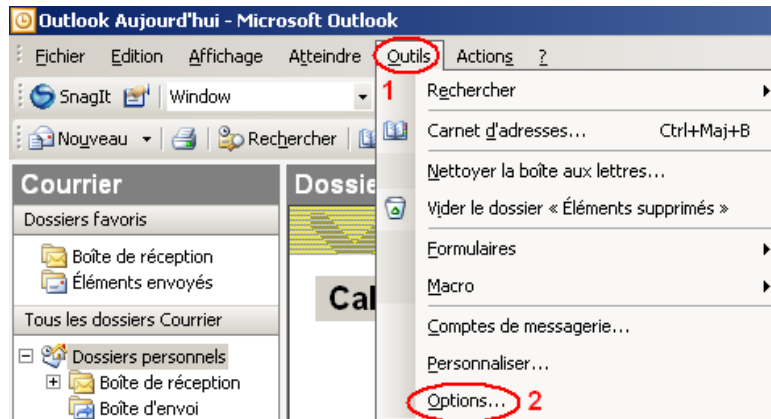 Outlook Aujourd'hui - Microsoft Outlook
Fichier Edition Affichage Atteindre Outils Actions ?
1
SnagIt Window
Nouveau Rechercher
Rechercher
Carnet d'adresses... Ctrl+Maj+B
Nettoyer la boîte aux lettres...
Vider le dossier « Éléments supprimés »
Formulaires
Macro
Comptes de messagerie...
Personnaliser...
Options... 2
Courrier
Dossiers favoris
Boîte de réception
Éléments envoyés
Tous les dossiers Courrier
Dossiers personnels
Boîte de réception
Boîte d'envoi
Dossie
Cal